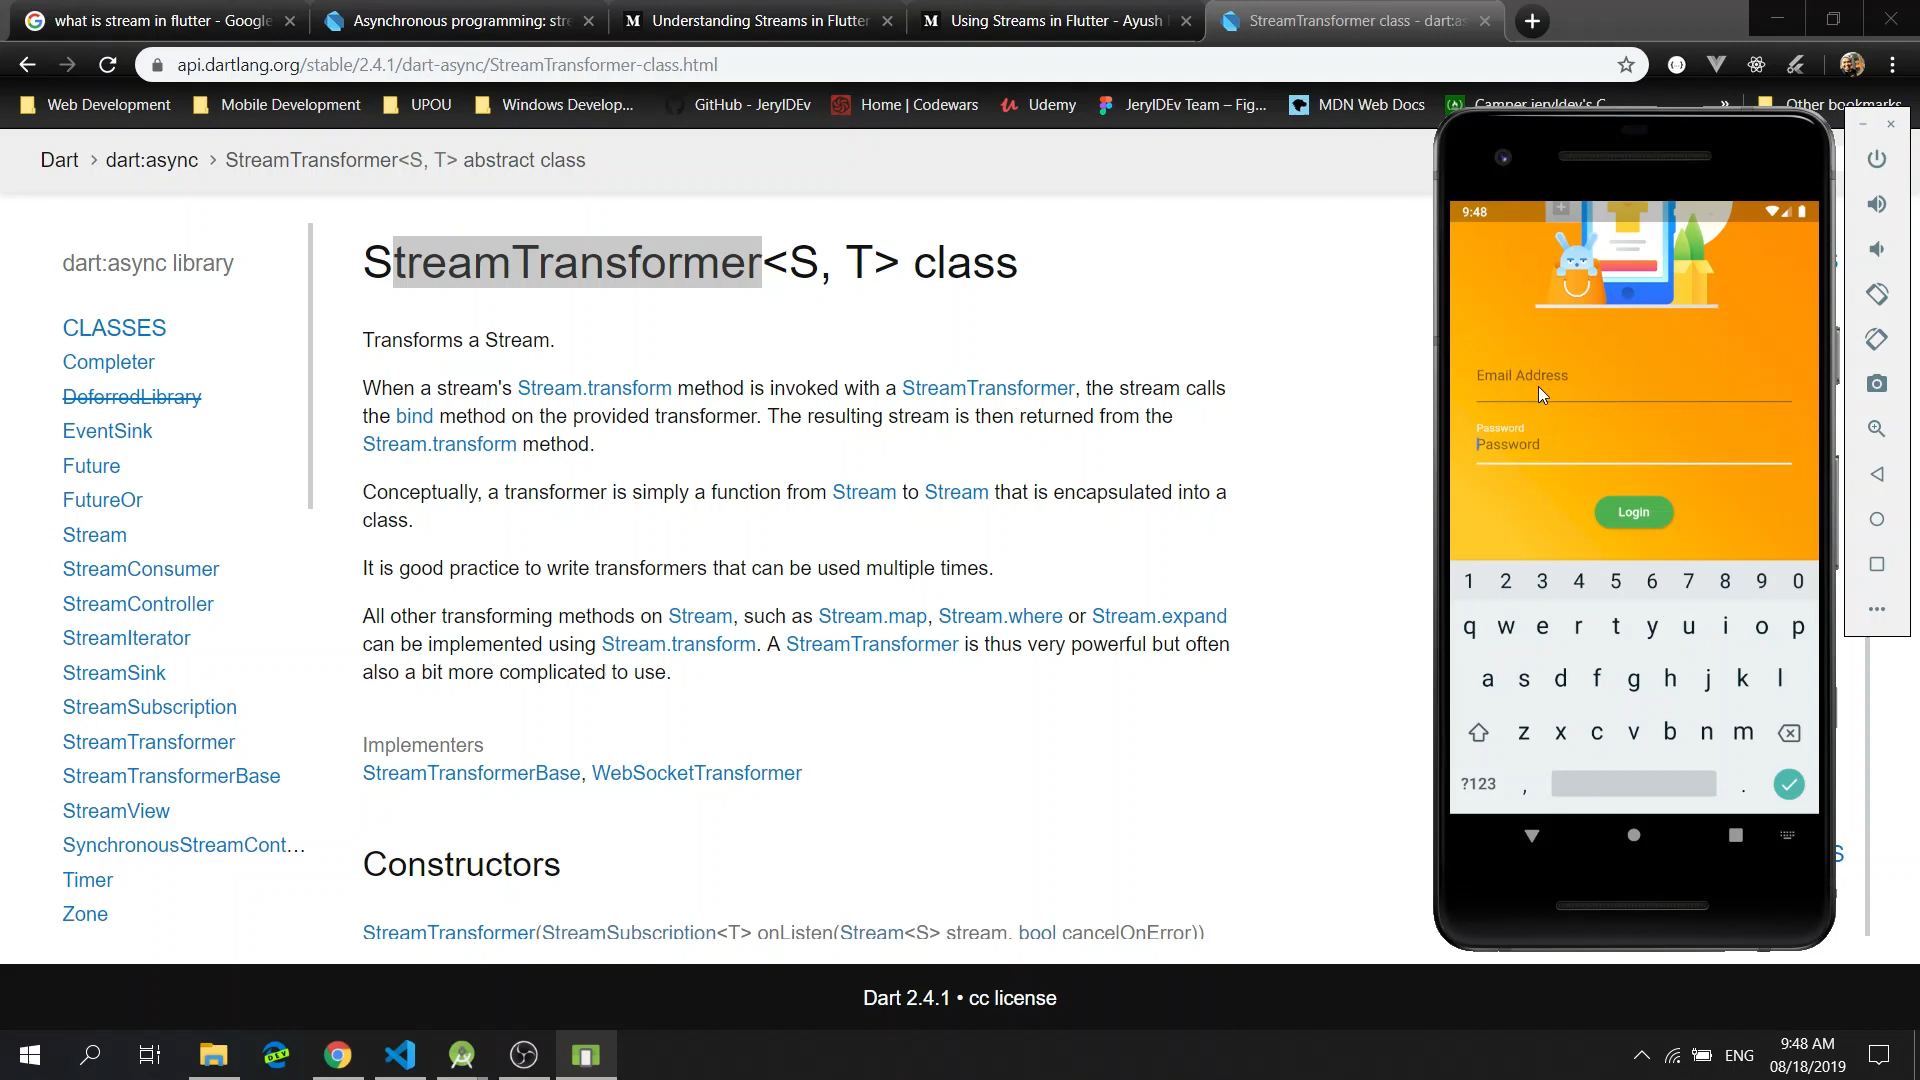 what is stream in flutter - Google
Asynchronous programming: stre
Understanding Streams in Flutter
Using Streams in Flutter - Ayush
StreamTransformer class - dart:as
api.dartlang.org/stable/2.4.1/dart-async/StreamTransformer-class.html
Web Development
Mobile Development
UPOU
Windows Develop...
GitHub - JerylDEv
Home | Codewars
Udemy
JerylDEv Team – Fig...
MDN Web Docs
Camper jeryldev's C
»
Other bookmarks
Dart > dart:async > StreamTransformer<S, T> abstract class
dart:async library
CLASSES
Completer
DeferredLibrary
EventSink
Future
FutureOr
Stream
StreamConsumer
StreamController
StreamIterator
StreamSink
StreamSubscription
StreamTransformer
StreamTransformerBase
StreamView
SynchronousStreamCont...
Timer
Zone
StreamTransformer<S, T> class
Transforms a Stream.
When a stream's Stream.transform method is invoked with a StreamTransformer, the stream calls
the bind method on the provided transformer. The resulting stream is then returned from the
Stream.transform method.
Conceptually, a transformer is simply a function from Stream to Stream that is encapsulated into a
class.
It is good practice to write transformers that can be used multiple times.
All other transforming methods on Stream, such as Stream.map, Stream.where or Stream.expand
can be implemented using Stream.transform. A StreamTransformer is thus very powerful but often
also a bit more complicated to use.
Implementers
StreamTransformerBase, WebSocketTransformer
Constructors
StreamTransformer(StreamSubscription<T> onListen(Stream<S> stream, bool cancelOnError))
9:48
Email Address
Password
Password
Login
1 2 3 4 5 6 7 8 9 0
q w e r t y u i o p
a s d f g h j k l
z x c v b n m
?123 , .
Dart 2.4.1 • cc license
DEV
ENG
9:48 AM
08/18/2019